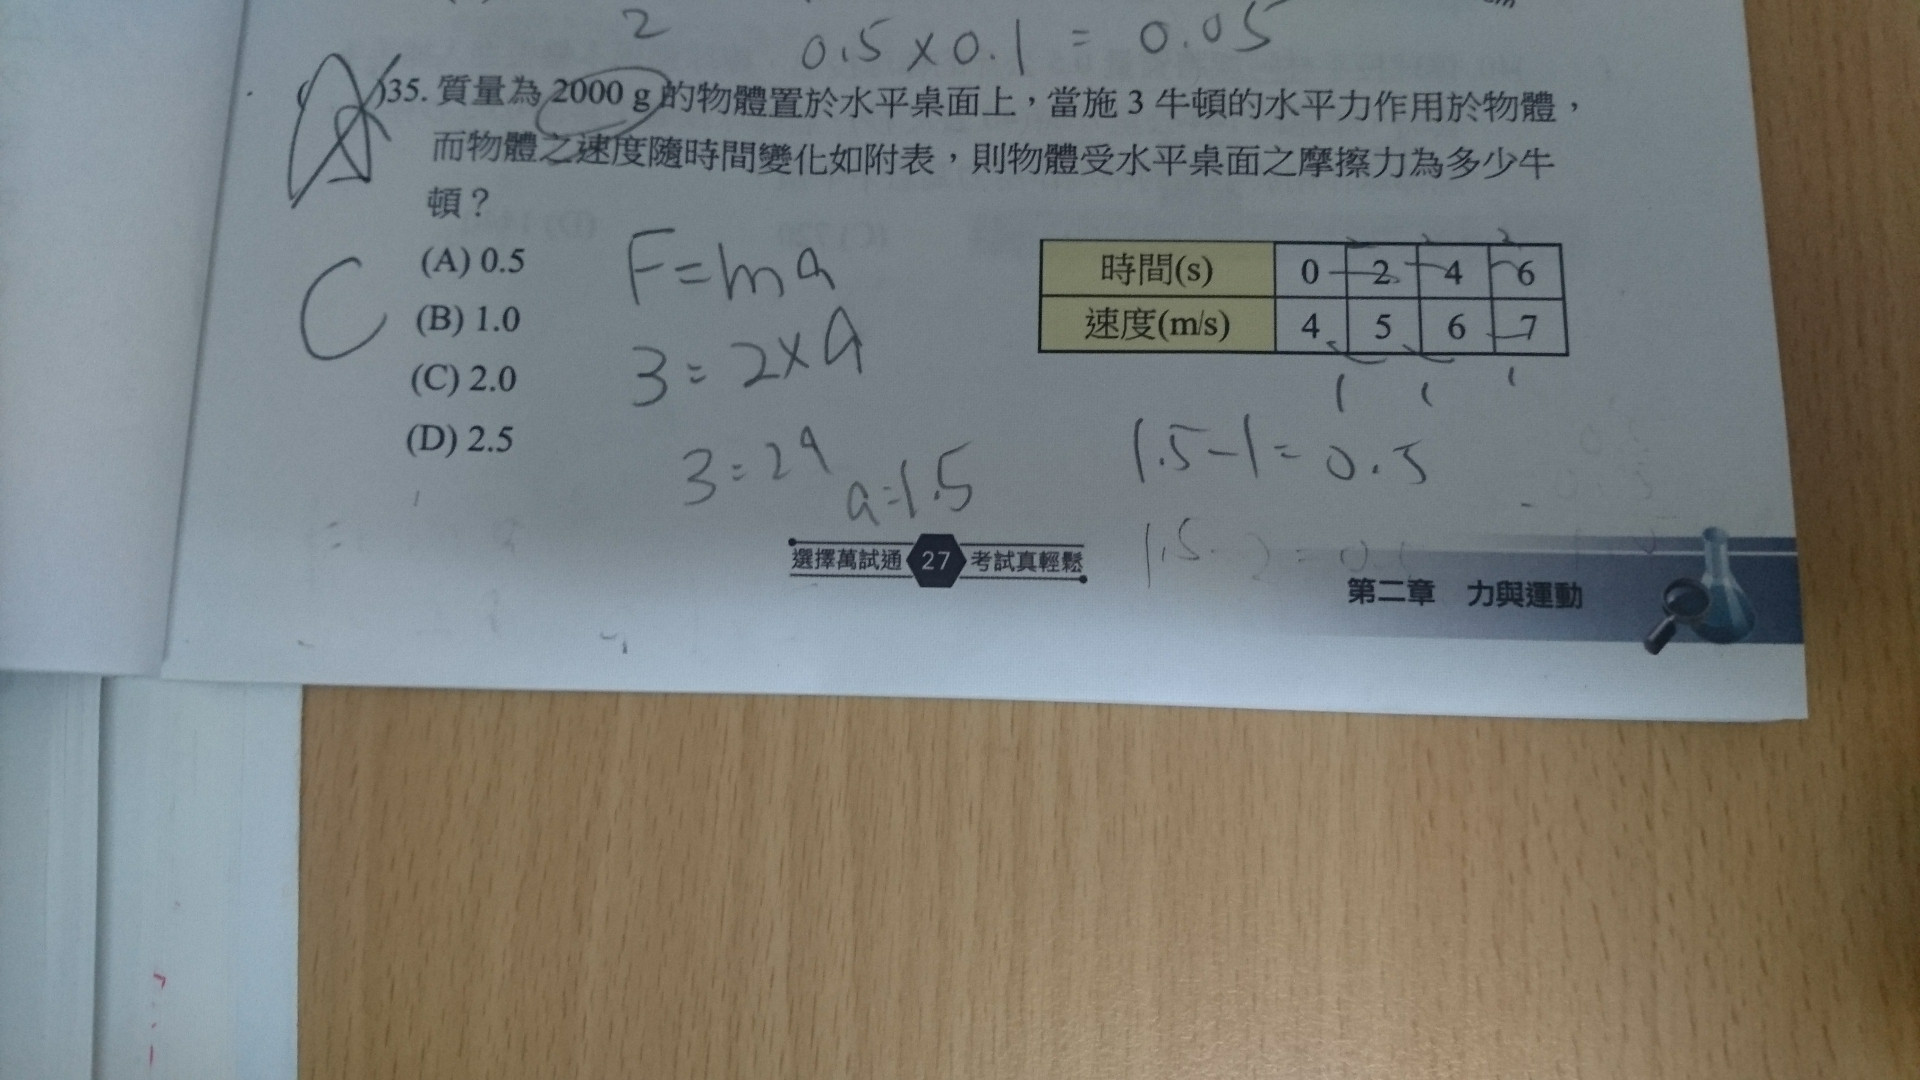 2
0.5×0.1 = 0.05
35. 質量為 2000 g 的物體置於水平桌面上，當施 3 牛頓的水平力作用於物體，
而物體之速度隨時間變化如附表，則物體受水平桌面之摩擦力為多少牛
頓？
C
(A) 0.5
(B) 1.0
(C) 2.0
(D) 2.5
F=ma
3=2×a
3=2a
a=1.5
時間(s) 0 2 4 6
速度(m/s) 4 5 6 7
1 1 1
1.5-1=0.5
選擇萬試通 27 考試真輕鬆
第二章 力與運動